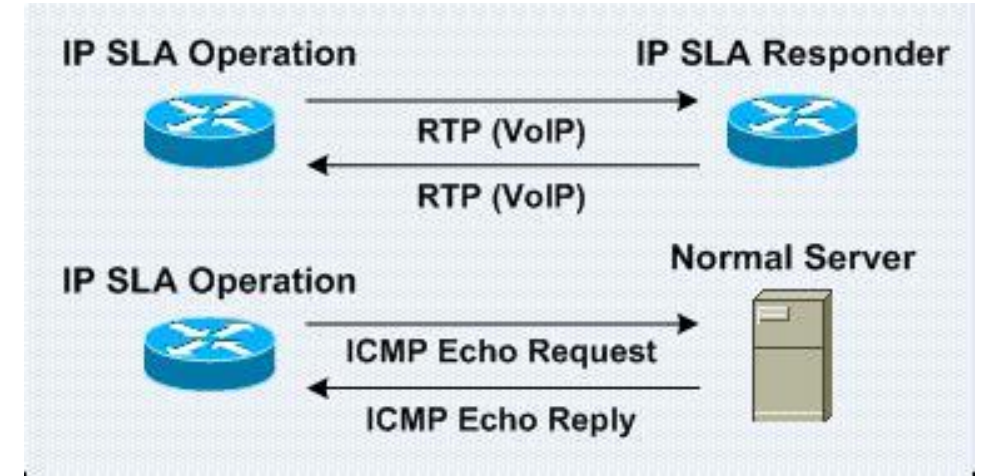 IP SLA Operation
IP SLA Responder
RTP (VoIP)
RTP (VoIP)
IP SLA Operation
Normal Server
ICMP Echo Request
ICMP Echo Reply